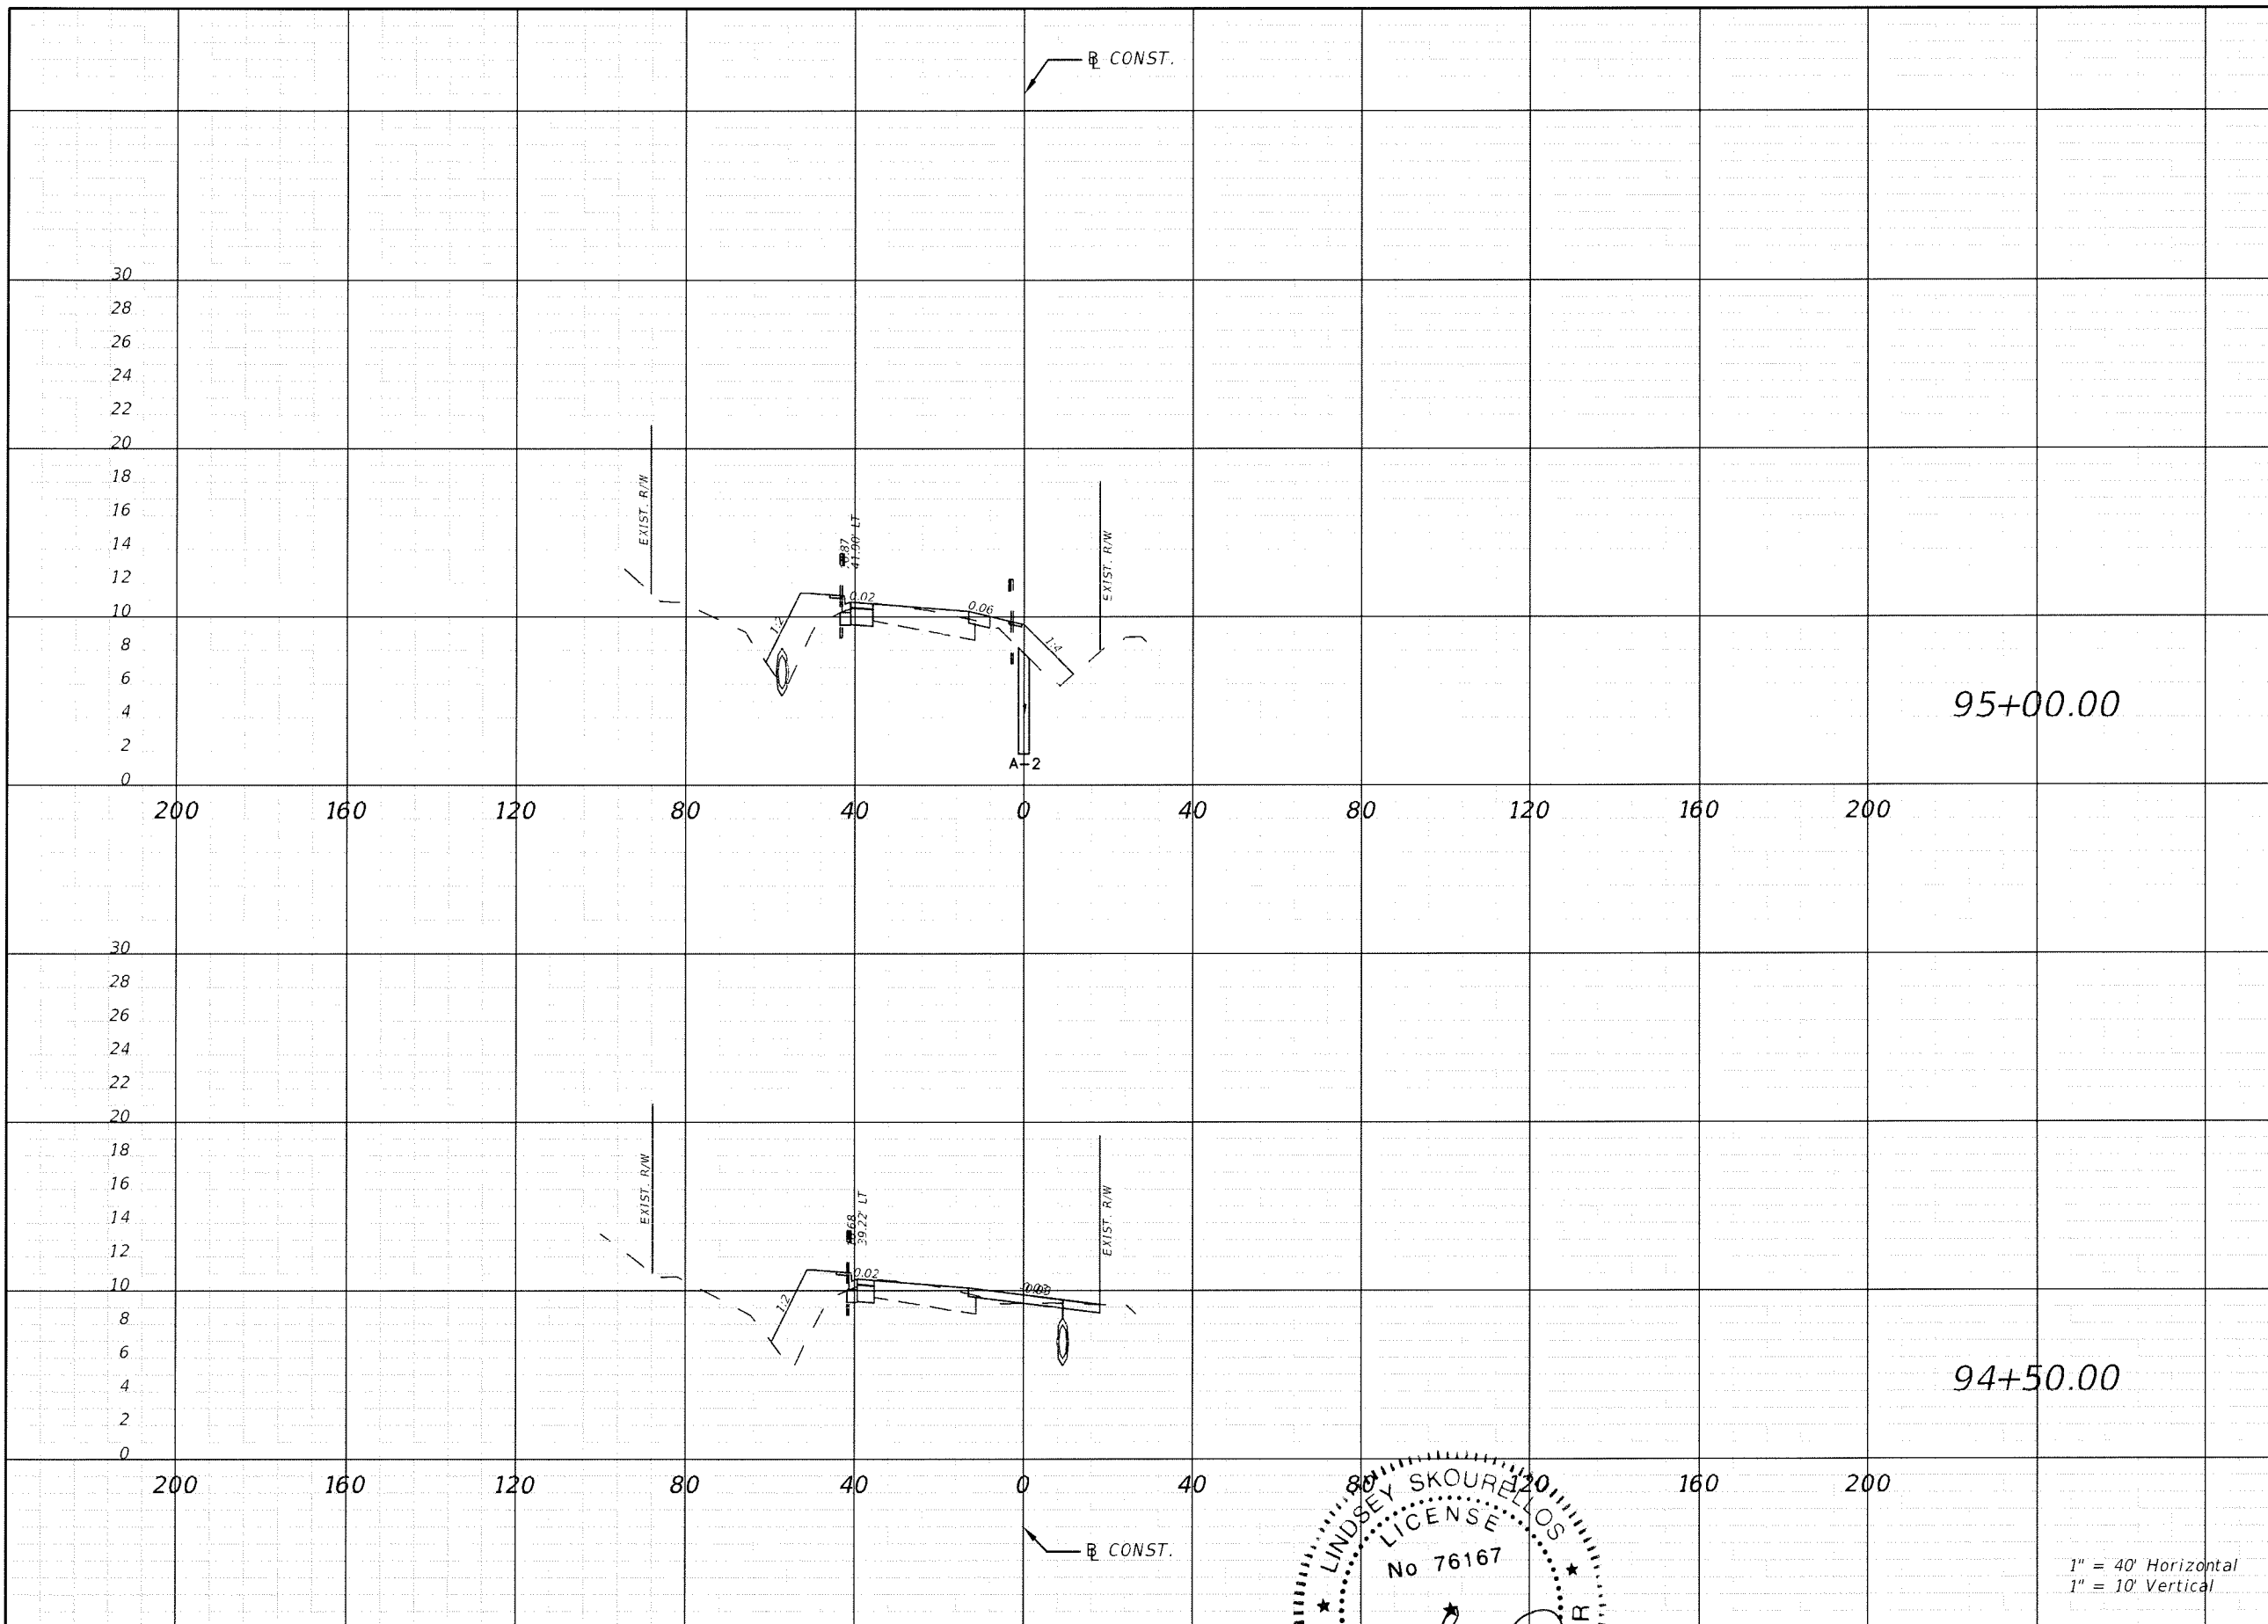 ℄ CONST.
30
28
26
24
22
20
18
16
14
12
10
8
6
4
2
0
EXIST. R/W
41.90' LT
0.02
0.06
1:2
1:4
EXIST. R/W
A-2
95+00.00
200 160 120 80 40 0 40 80 120 160 200
30
28
26
24
22
20
18
16
14
12
10
8
6
4
2
0
EXIST. R/W
39.22' LT
0.02
1:2
EXIST. R/W
94+50.00
200 160 120 80 40 0 40 80 120 160 200
℄ CONST.
LINDSEY SKOURELLOS
LICENSE
No 76167
1" = 40' Horizontal
1" = 10' Vertical